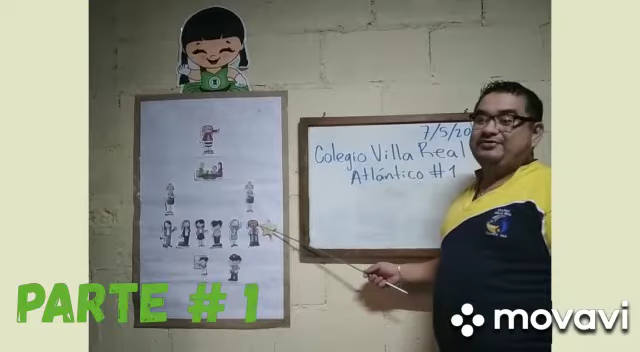 7/5/20
Colegio Villa Real
Atlántico #1
PARTE #1
movavi